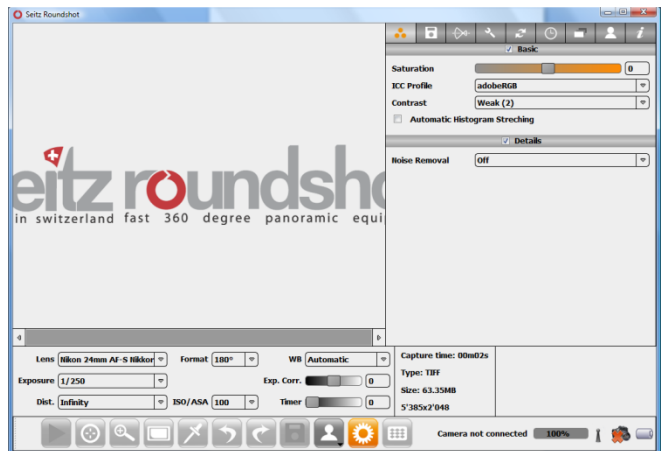 Seitz Roundshot
Basic
Saturation 0
ICC Profile adobeRGB
Contrast Weak (2)
Automatic Histogram Streching
Details
Noise Removal Off
eitz roundsho
in switzerland fast 360 degree panoramic equi
Lens Nikon 24mm AF-S Nikkor Format 180° WB Automatic
Exposure 1/250 Exp. Corr. 0
Dist. Infinity ISO/ASA 100 Timer 0
Capture time: 00m02s
Type: TIFF
Size: 63.35MB
5'385x2'048
Camera not connected 100%